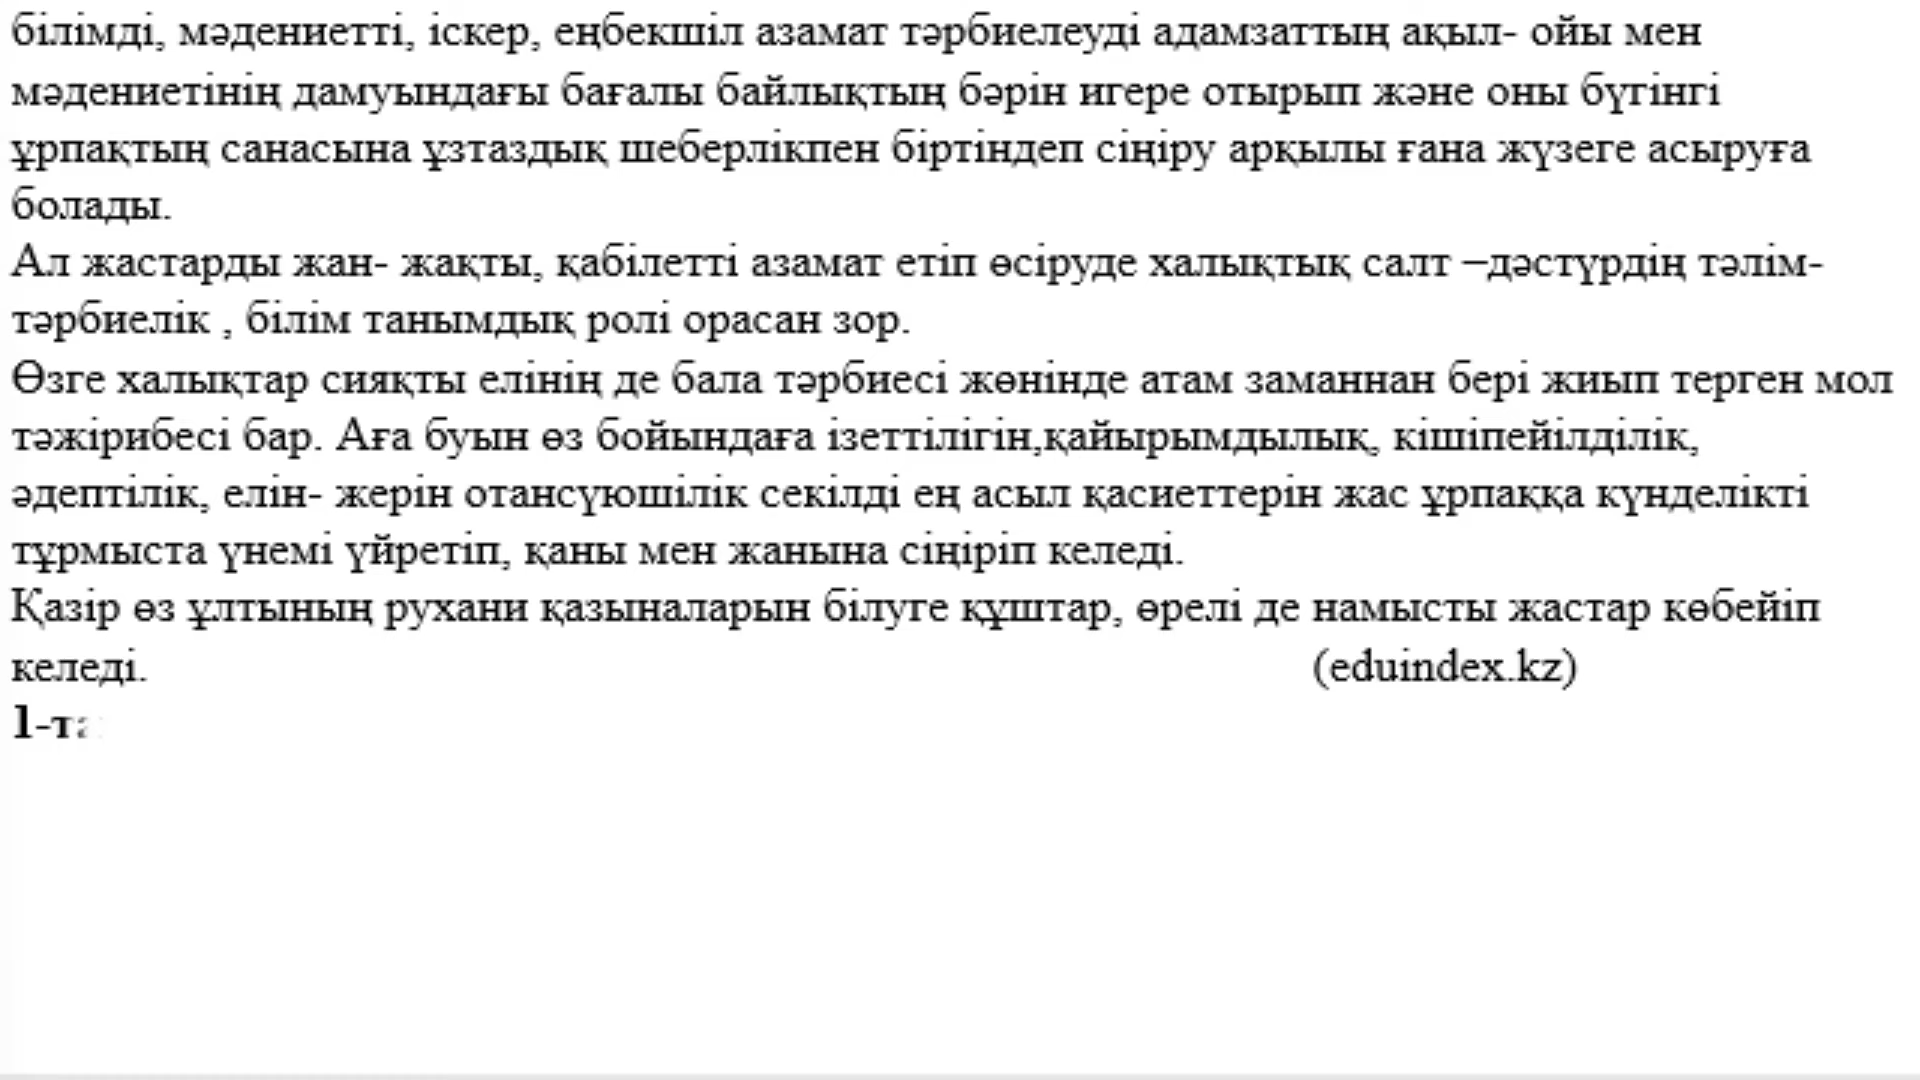 білімді, мәдениетті, іскер, еңбекшіл азамат тәрбиелеуді адамзаттың ақыл- ойы мен
мәдениетінің дамуындағы бағалы байлықтың бәрін игере отырып және оны бүгінгі
ұрпақтың санасына ұзтаздық шеберлікпен біртіндеп сіңіру арқылы ғана жүзеге асыруға
болады.
Ал жастарды жан- жақты, қабілетті азамат етіп өсіруде халықтық салт –дәстүрдің тәлім-
тәрбиелік , білім танымдық ролі орасан зор.
Өзге халықтар сияқты елінің де бала тәрбиесі жөнінде атам заманнан бері жиып терген мол
тәжірибесі бар. Аға буын өз бойындаға ізеттілігін,қайырымдылық, кішіпейілділік,
әдептілік, елін- жерін отансүюшілік секілді ең асыл қасиеттерін жас ұрпаққа күнделікті
тұрмыста үнемі үйретіп, қаны мен жанына сіңіріп келеді.
Қазір өз ұлтының рухани қазыналарын білуге құштар, өрелі де намысты жастар көбейіп
келеді. (eduindex.kz)